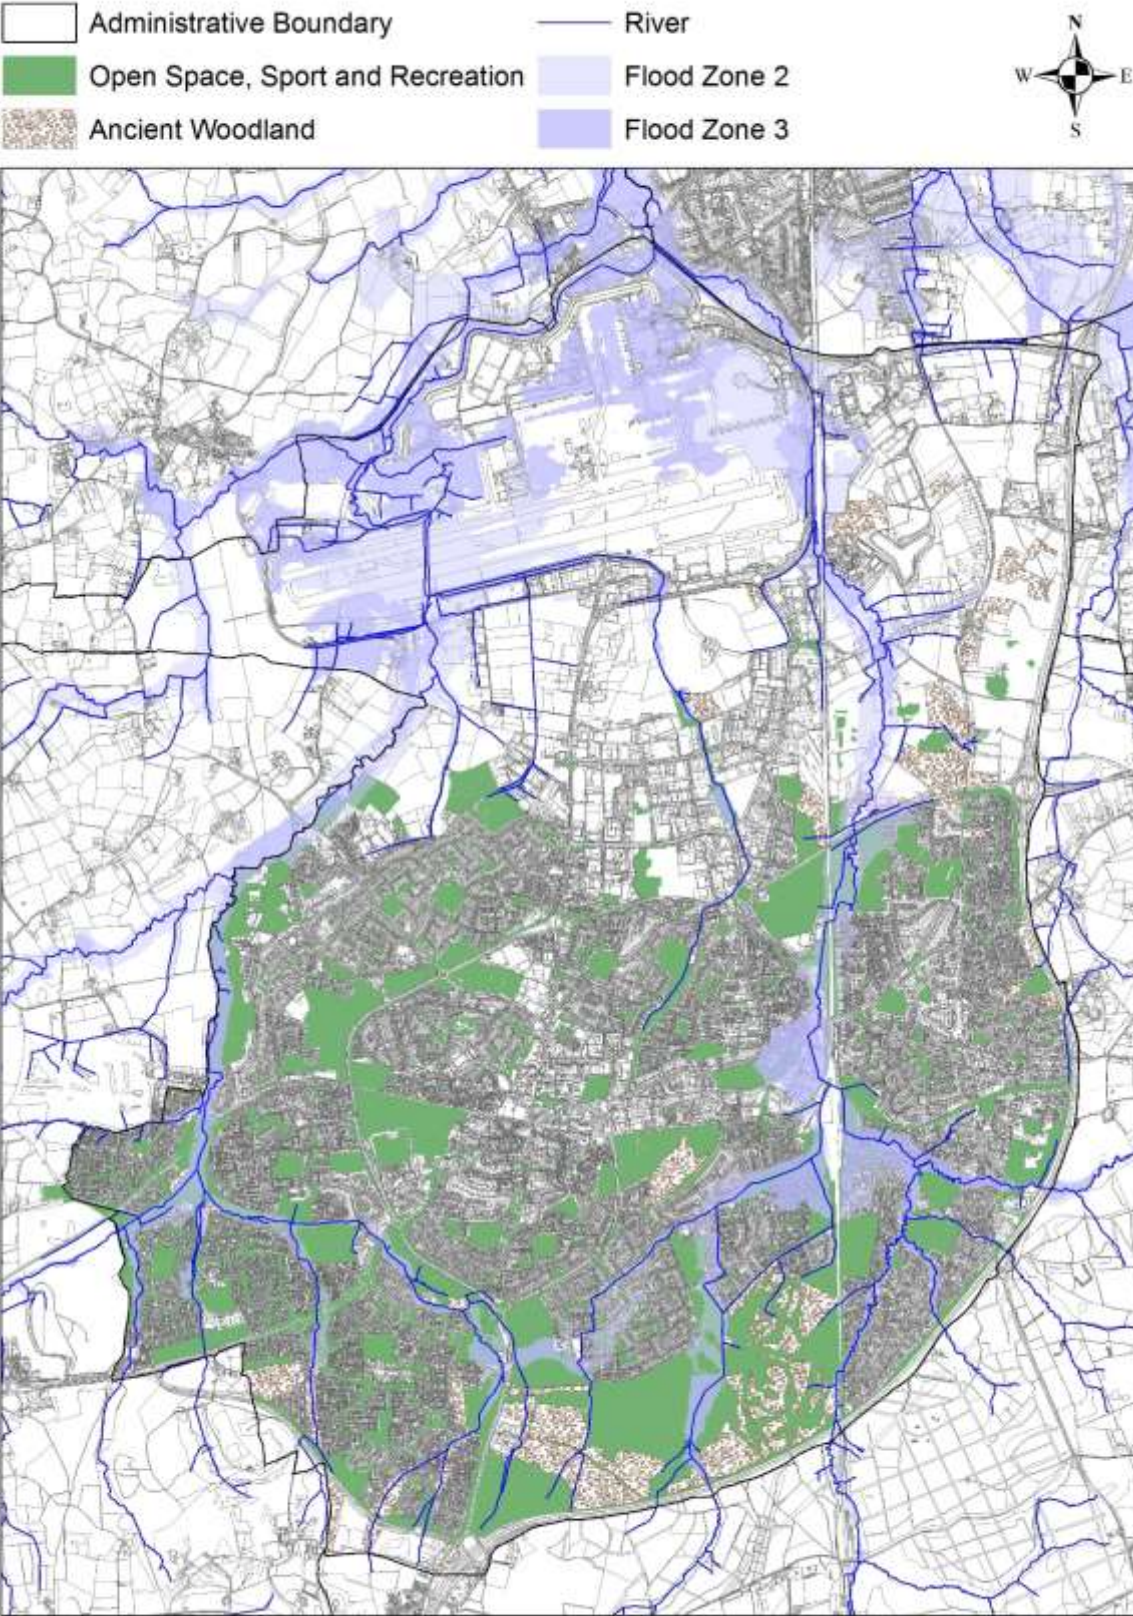 Administrative Boundary
River
Open Space, Sport and Recreation
Flood Zone 2
Ancient Woodland
Flood Zone 3
N
W
E
S